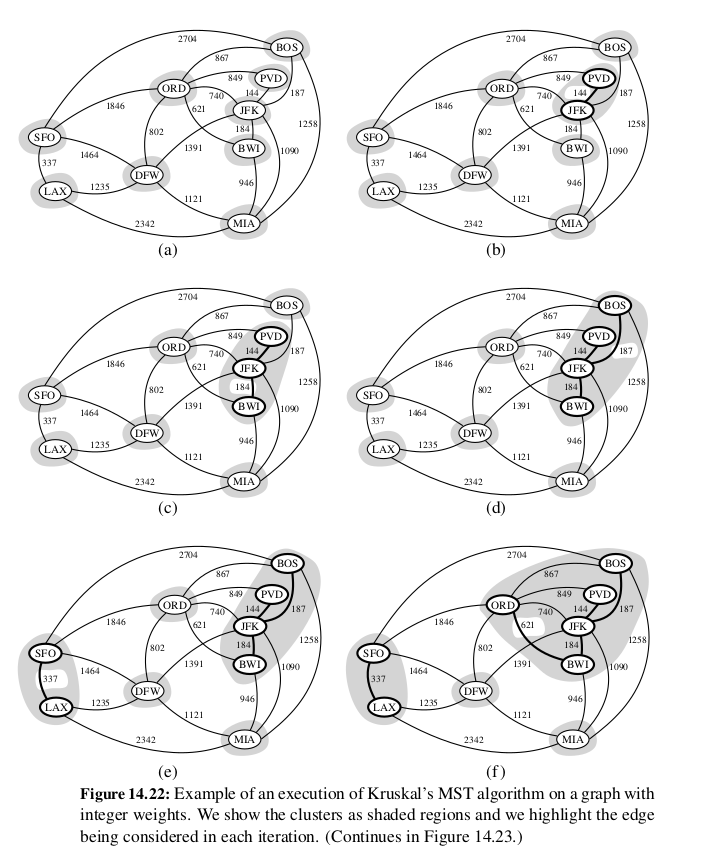 2704 2704
BOS BOS
867 867
PVD PVD
849 849
ORD ORD
144 187 144 187
740 740
1846 621 JFK 1846 621 JFK
184 1258 184 1258
SFO 802 SFO 802
1391 BWI 1391 BWI
337 1464 1090 337 1464 1090
DFW DFW
LAX 1235 946 LAX 1235 946
1121 1121
2342 MIA 2342 MIA
(a) (b)
2704 2704
BOS BOS
867 867
PVD PVD
849 849
ORD ORD
144 187 144 187
740 740
1846 621 JFK 1846 621 JFK
184 1258 184 1258
SFO 802 SFO 802
1391 BWI 1391 BWI
337 1464 1090 337 1464 1090
DFW DFW
LAX 1235 946 LAX 1235 946
1121 1121
2342 MIA 2342 MIA
(c) (d)
2704 2704
BOS BOS
867 867
PVD PVD
849 849
ORD ORD
144 187 144 187
740 740
1846 621 JFK 1846 621 JFK
184 1258 184 1258
SFO 802 SFO 802
1391 BWI 1391 BWI
337 1464 1090 337 1464 1090
DFW DFW
LAX 1235 946 LAX 1235 946
1121 1121
2342 MIA 2342 MIA
(e) (f)
Figure 14.22: Example of an execution of Kruskal's MST algorithm on a graph with
integer weights. We show the clusters as shaded regions and we highlight the edge
being considered in each iteration. (Continues in Figure 14.23.)